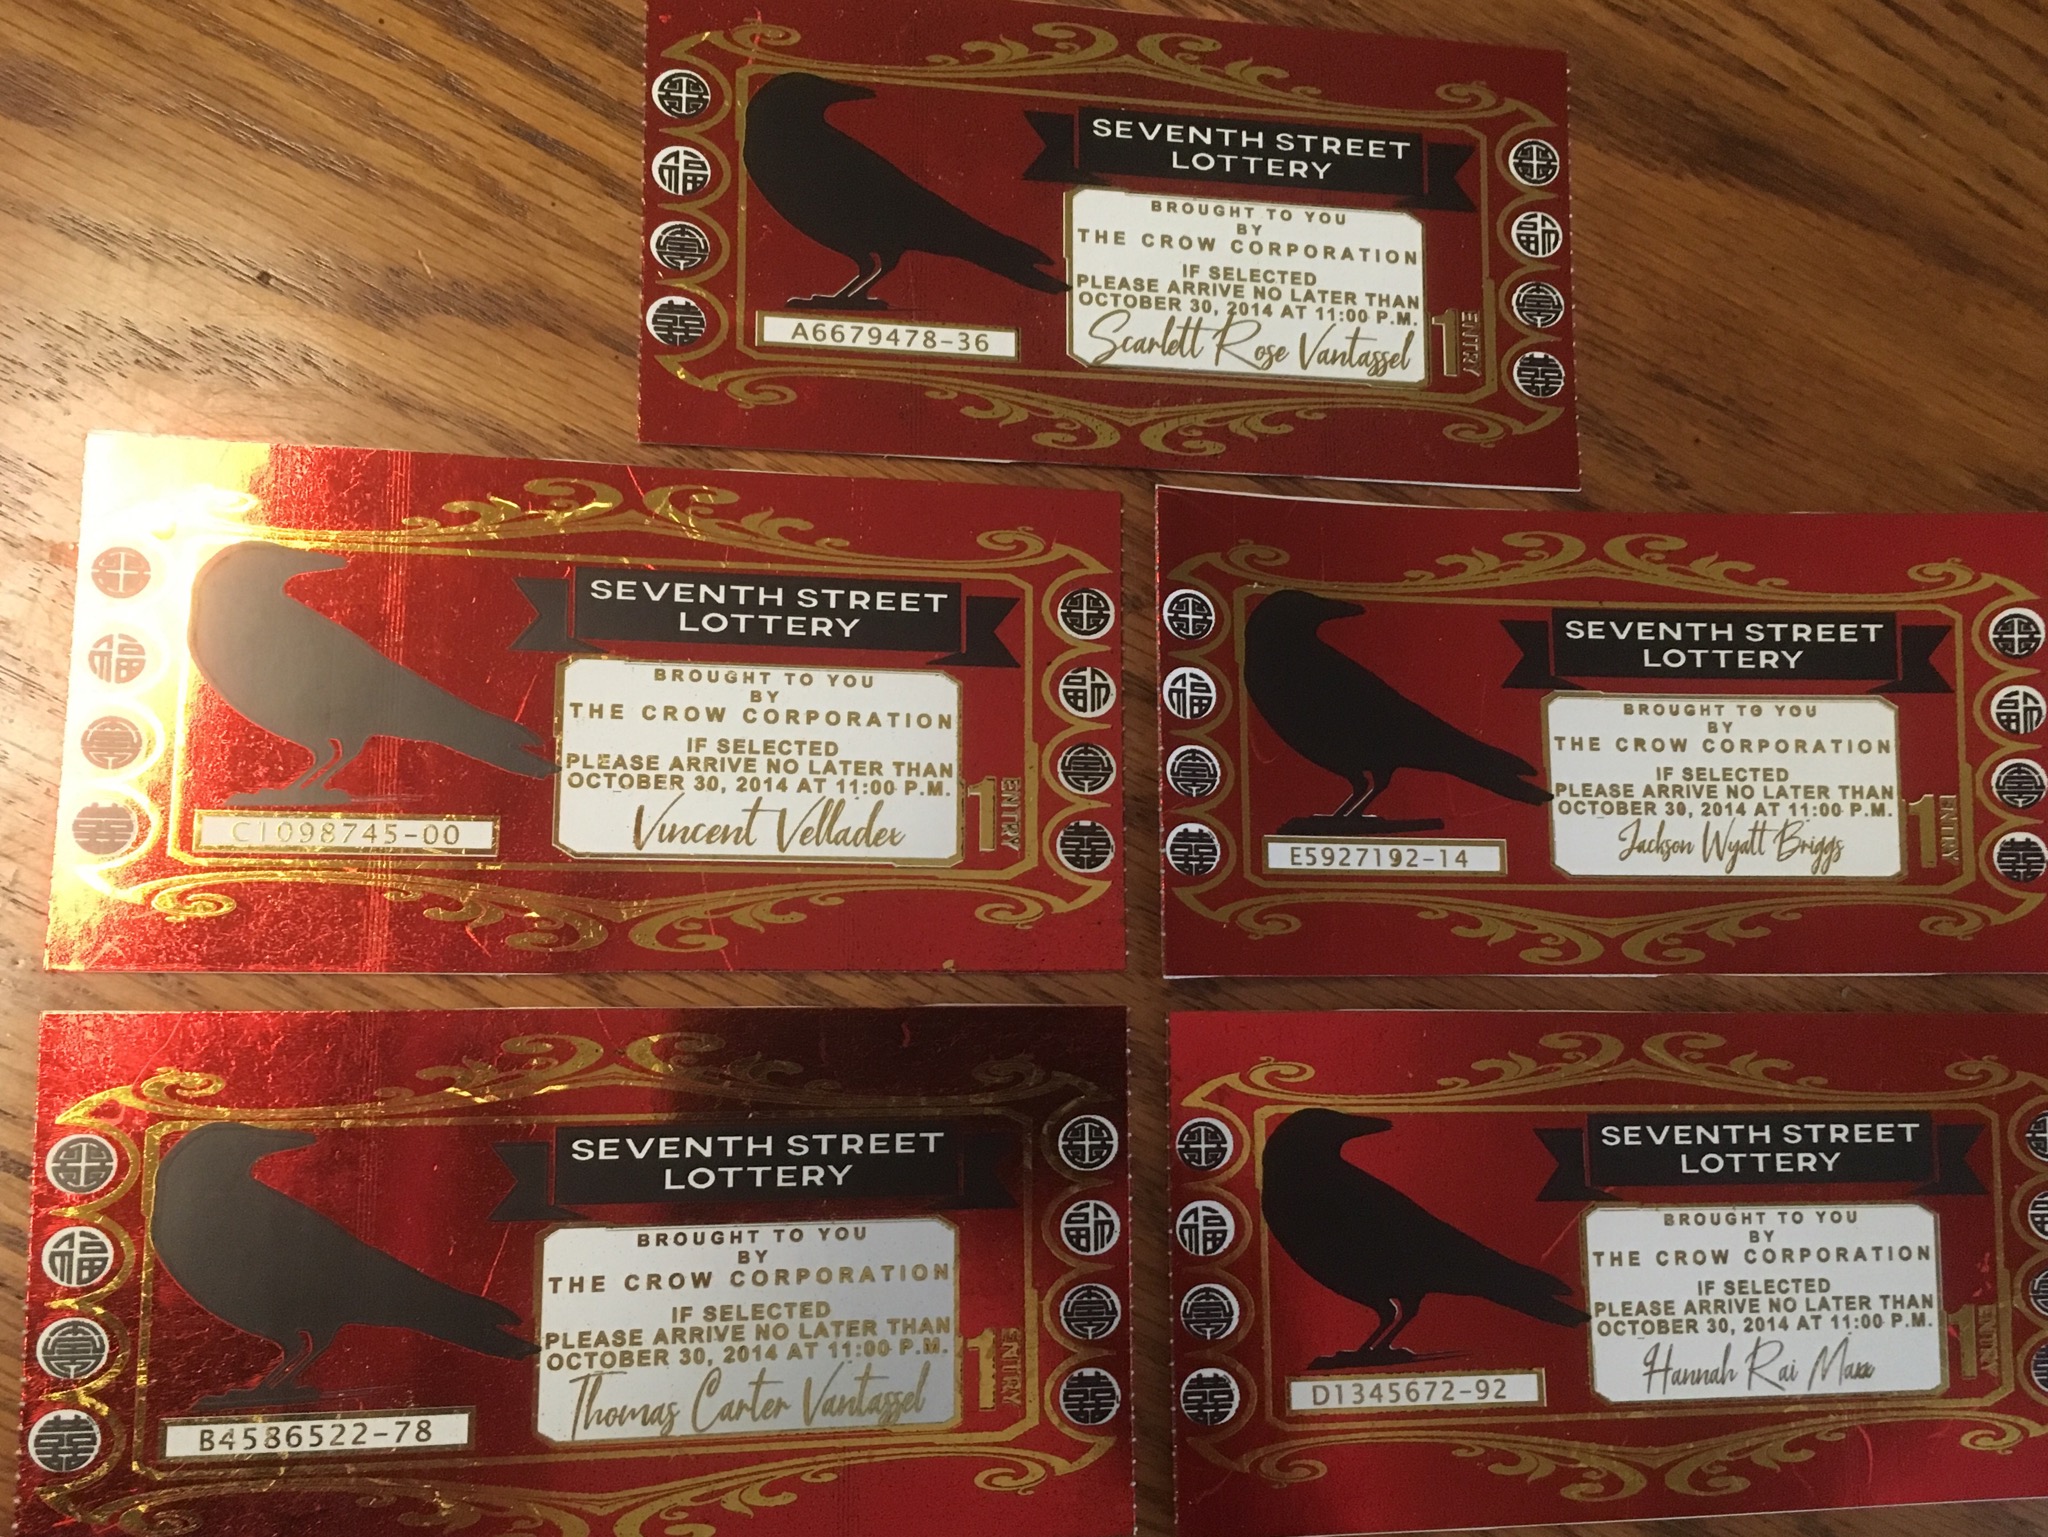 SEVENTH STREET
LOTTERY
BROUGHT TO YOU
BY
THE CROW CORPORATION
IF SELECTED
PLEASE ARRIVE NO LATER THAN
OCTOBER 30, 2014 AT 11:00 P.M.
Scarlett Rose Vantassel
A6679478-36
1 ENTRY
SEVENTH STREET
LOTTERY
BROUGHT TO YOU
BY
THE CROW CORPORATION
IF SELECTED
PLEASE ARRIVE NO LATER THAN
OCTOBER 30, 2014 AT 11:00 P.M.
Vincent Velladex
C1098745-00
1 ENTRY
SEVENTH STREET
LOTTERY
BROUGHT TO YOU
BY
THE CROW CORPORATION
IF SELECTED
PLEASE ARRIVE NO LATER THAN
OCTOBER 30, 2014 AT 11:00 P.M.
Jackson Wyatt Briggs
E5927192-14
1 ENTRY
SEVENTH STREET
LOTTERY
BROUGHT TO YOU
BY
THE CROW CORPORATION
IF SELECTED
PLEASE ARRIVE NO LATER THAN
OCTOBER 30, 2014 AT 11:00 P.M.
Thomas Carter Vantassel
B4586522-78
1 ENTRY
SEVENTH STREET
LOTTERY
BROUGHT TO YOU
BY
THE CROW CORPORATION
IF SELECTED
PLEASE ARRIVE NO LATER THAN
OCTOBER 30, 2014 AT 11:00 P.M.
Hannah Rai Maxx
D1345672-92
1 ENTRY